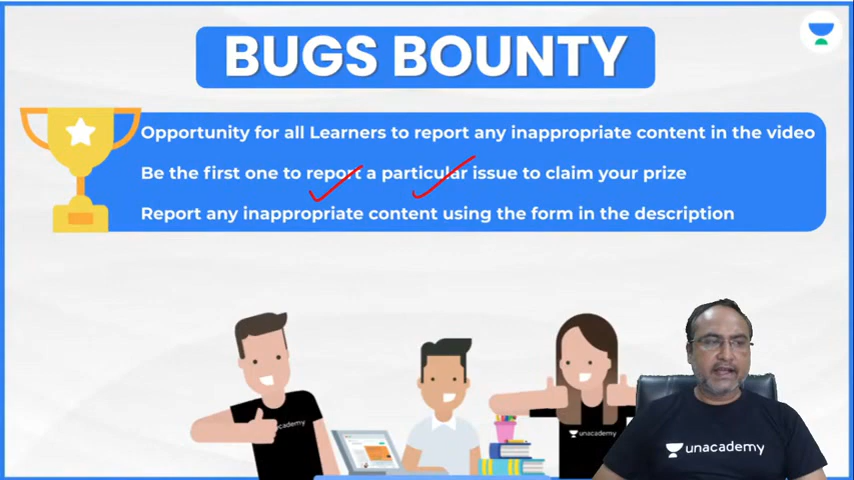 BUGS BOUNTY
Opportunity for all Learners to report any inappropriate content in the video
Be the first one to report a particular issue to claim your prize
Report any inappropriate content using the form in the description
unacademy
unacademy
unacademy